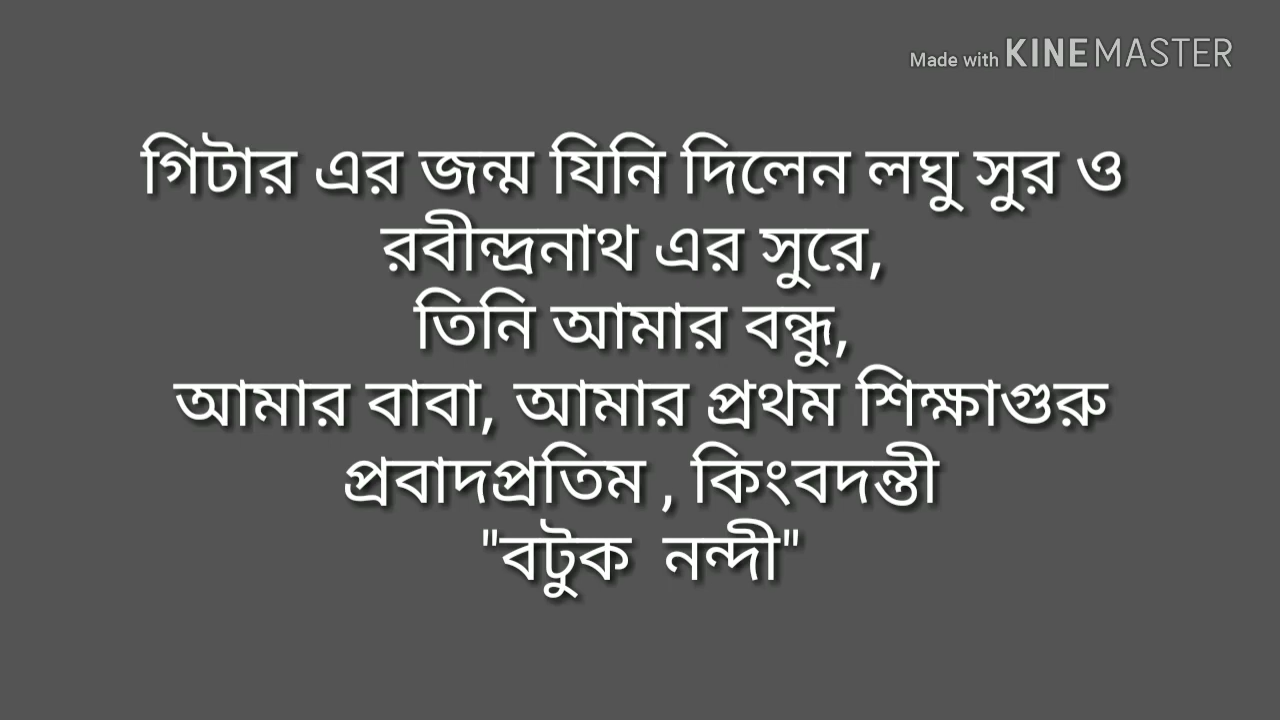 Made with KINEMASTER
গিটার এর জন্ম যিনি দিলেন লঘু সুর ও
রবীন্দ্রনাথ এর সুরে,
তিনি আমার বন্ধু,
আমার বাবা, আমার প্রথম শিক্ষাগুরু
প্রবাদপ্রতিম , কিংবদন্তী
"বটুক নন্দী"